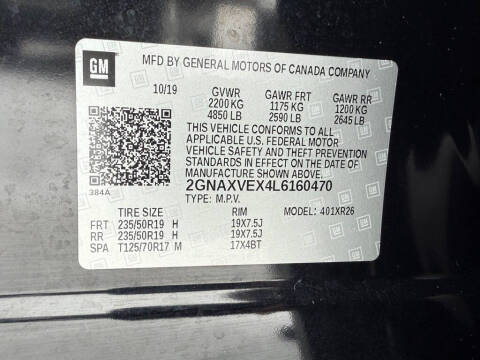 GM
MFD BY GENERAL MOTORS OF CANADA COMPANY
10/19 GVWR GAWR FRT GAWR RR
2200 KG 1175 KG 1200 KG
4850 LB 2590 LB 2645 LB
THIS VEHICLE CONFORMS TO ALL
APPLICABLE U.S. FEDERAL MOTOR
VEHICLE SAFETY AND THEFT PREVENTION
STANDARDS IN EFFECT ON THE DATE OF
MANUFACTURE SHOWN ABOVE.
384A
2GNAXVEX4L6160470
TYPE: M.P.V. MODEL: 401XR26
TIRE SIZE RIM
FRT 235/50R19 H 19X7.5J
RR 235/50R19 H 19X7.5J
SPA T125/70R17 M 17X4BT